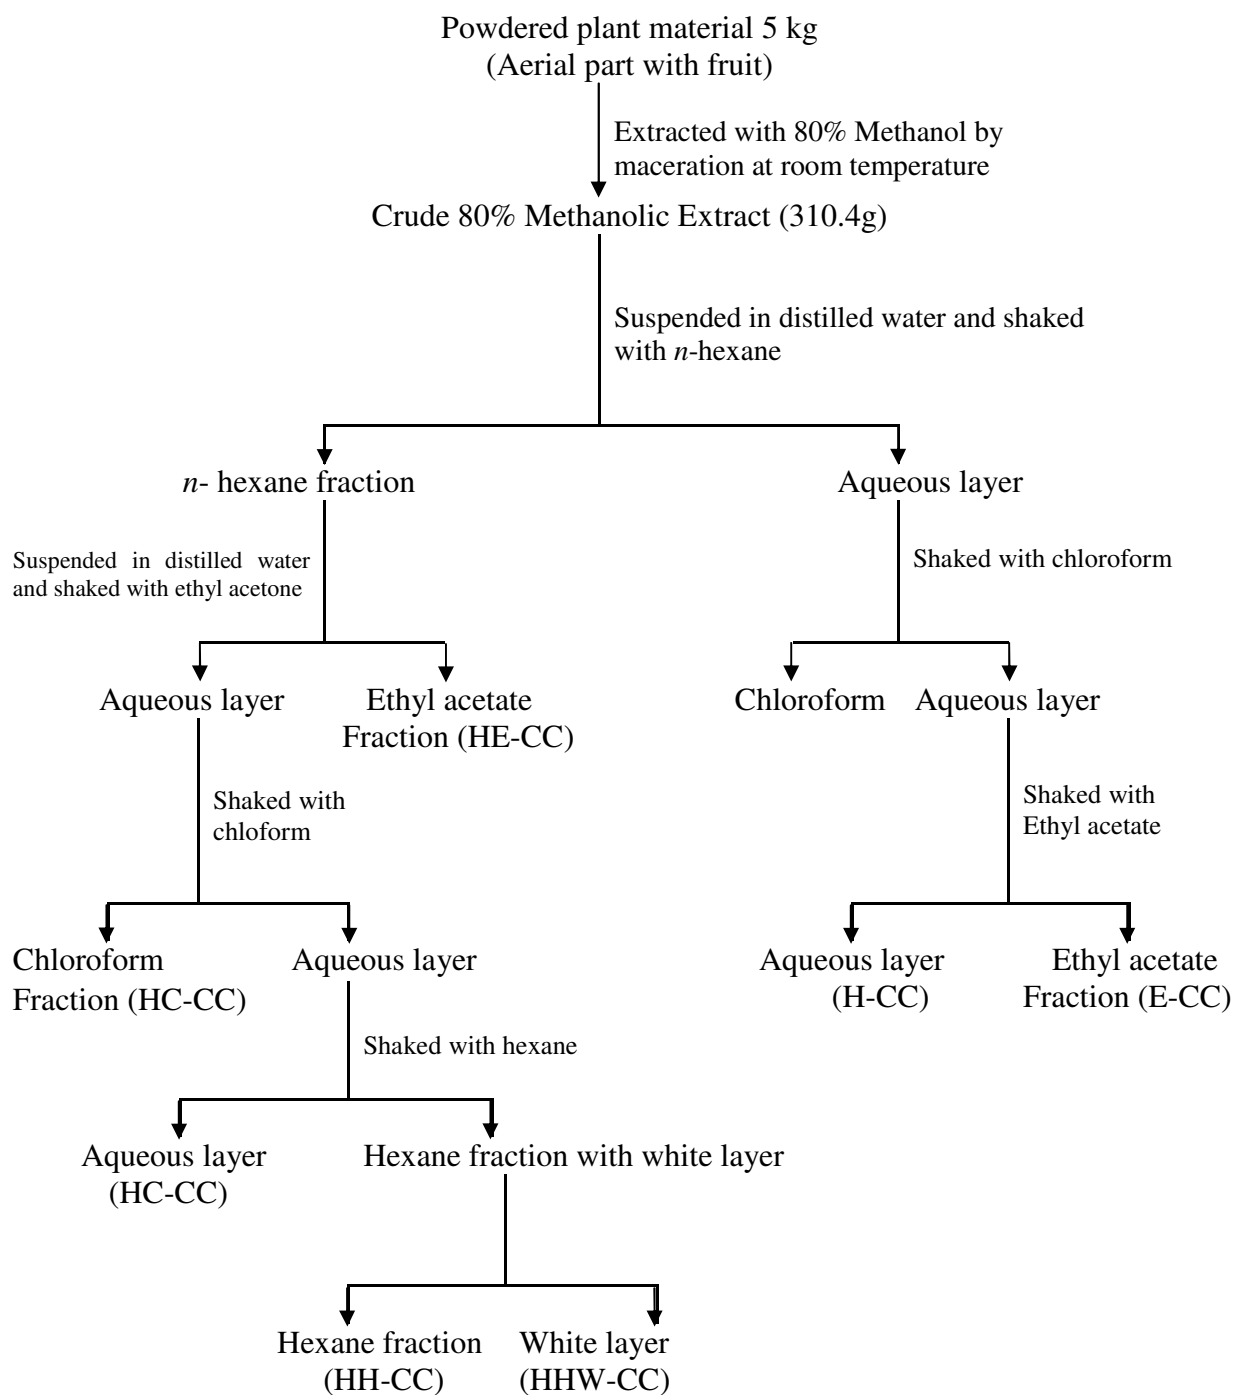 Powdered plant material 5 kg
(Aerial part with fruit)
Extracted with 80% Methanol by
maceration at room temperature
Crude 80% Methanolic Extract (310.4g)
Suspended in distilled water and shaked
with n-hexane
n- hexane fraction
Aqueous layer
Suspended in distilled water
and shaked with ethyl acetone
Shaked with chloroform
Aqueous layer
Ethyl acetate
Fraction (HE-CC)
Chloroform
Aqueous layer
Shaked with
chloform
Shaked with
Ethyl acetate
Chloroform
Fraction (HC-CC)
Aqueous layer
Aqueous layer
(H-CC)
Ethyl acetate
Fraction (E-CC)
Shaked with hexane
Aqueous layer
(HC-CC)
Hexane fraction with white layer
Hexane fraction
(HH-CC)
White layer
(HHW-CC)